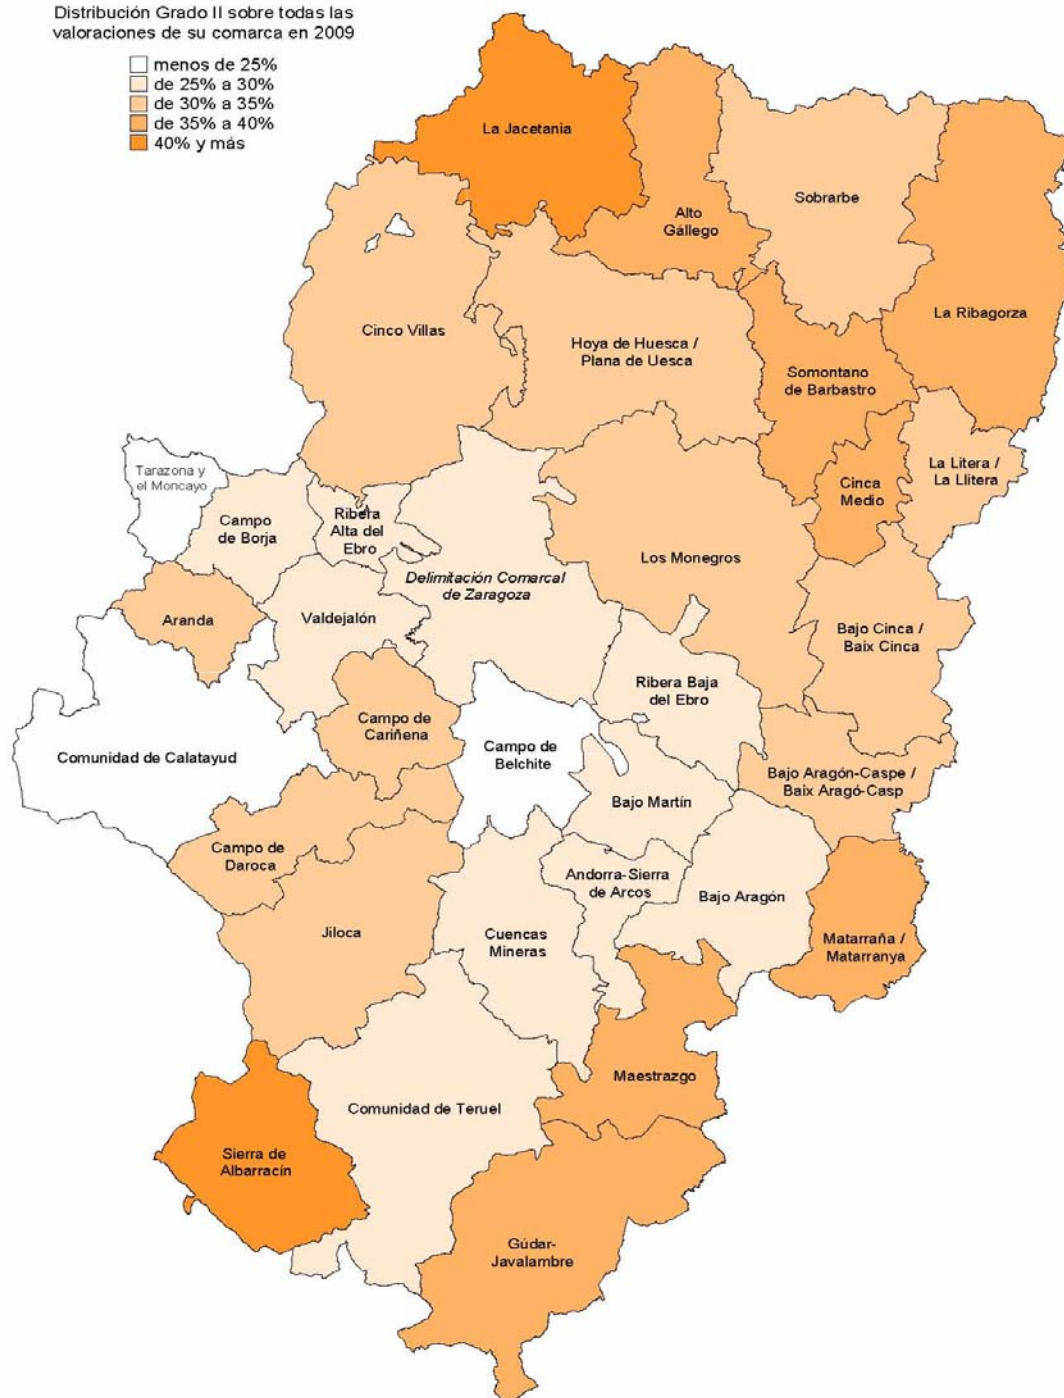 Distribución Grado II sobre todas las
valoraciones de su comarca en 2009
menos de 25%
de 25% a 30%
de 30% a 35%
de 35% a 40%
40% y más
La Jacetania
Sobrarbe
Alto
Gállego
La Ribagorza
Cinco Villas
Hoya de Huesca /
Plana de Uesca
Somontano
de Barbastro
Tarazona y
el Moncayo
La Litera /
La Llitera
Cinca
Medio
Campo
de Borja
Ribera
Alta del
Ebro
Los Monegros
Delimitación Comarcal
de Zaragoza
Aranda
Valdejalón
Bajo Cinca /
Baix Cinca
Ribera Baja
del Ebro
Campo de
Cariñena
Comunidad de Calatayud
Campo de
Belchite
Bajo Aragón-Caspe /
Baix Aragó-Casp
Bajo Martín
Campo de
Daroca
Andorra-Sierra
de Arcos
Bajo Aragón
Jiloca
Cuencas
Mineras
Matarraña /
Matarranya
Maestrazgo
Comunidad de Teruel
Sierra de
Albarracín
Gúdar-
Javalambre